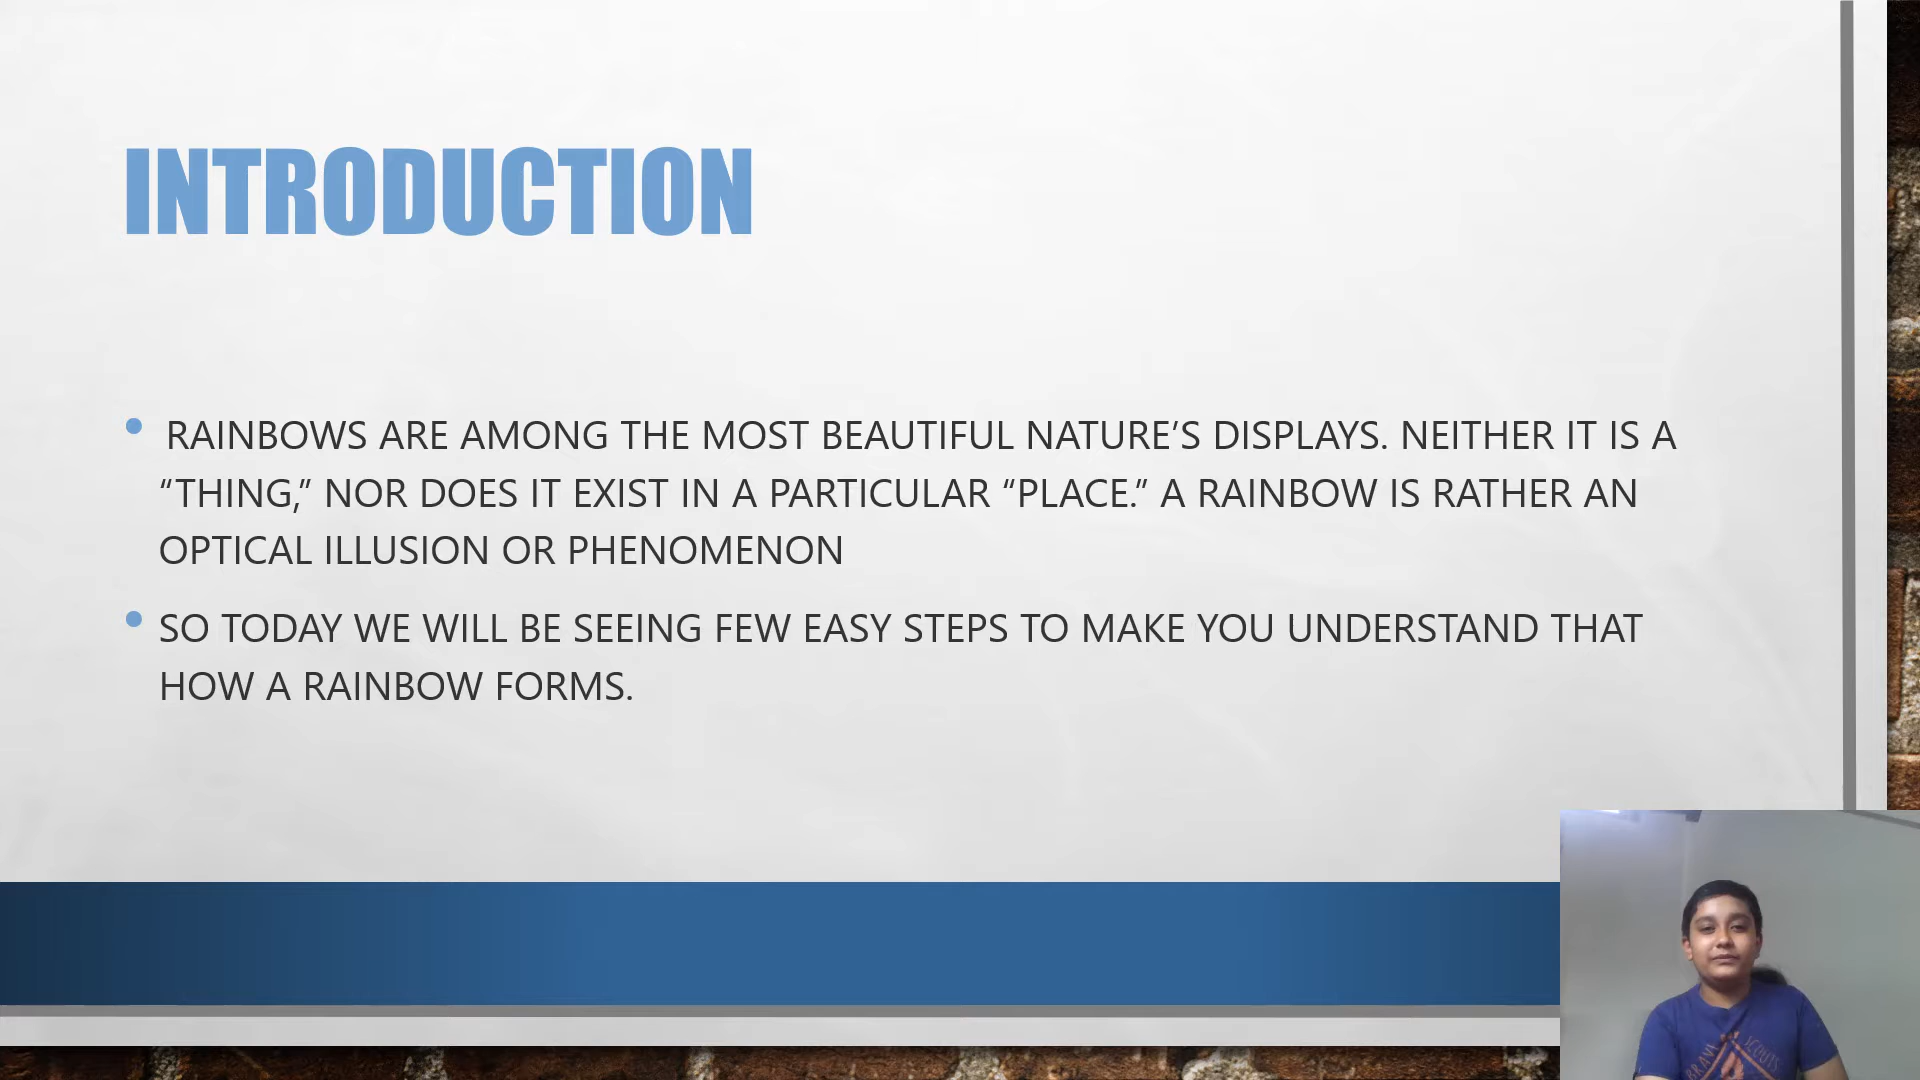 INTRODUCTION
• RAINBOWS ARE AMONG THE MOST BEAUTIFUL NATURE’S DISPLAYS. NEITHER IT IS A
“THING,” NOR DOES IT EXIST IN A PARTICULAR “PLACE.” A RAINBOW IS RATHER AN
OPTICAL ILLUSION OR PHENOMENON
• SO TODAY WE WILL BE SEEING FEW EASY STEPS TO MAKE YOU UNDERSTAND THAT
HOW A RAINBOW FORMS.